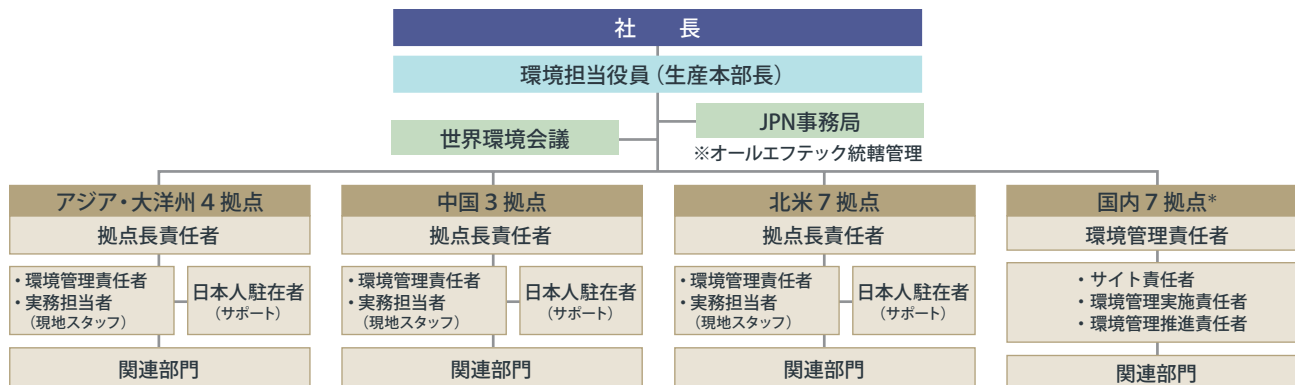 社　長
環境担当役員（生産本部長）
JPN事務局
世界環境会議
※オールエフテック統轄管理
アジア・大洋州4拠点
拠点長責任者
・環境管理責任者
・実務担当者
（現地スタッフ）
日本人駐在者
（サポート）
関連部門
中国3拠点
拠点長責任者
・環境管理責任者
・実務担当者
（現地スタッフ）
日本人駐在者
（サポート）
関連部門
北米7拠点
拠点長責任者
・環境管理責任者
・実務担当者
（現地スタッフ）
日本人駐在者
（サポート）
関連部門
国内7拠点*
環境管理責任者
・サイト責任者
・環境管理実施責任者
・環境管理推進責任者
関連部門